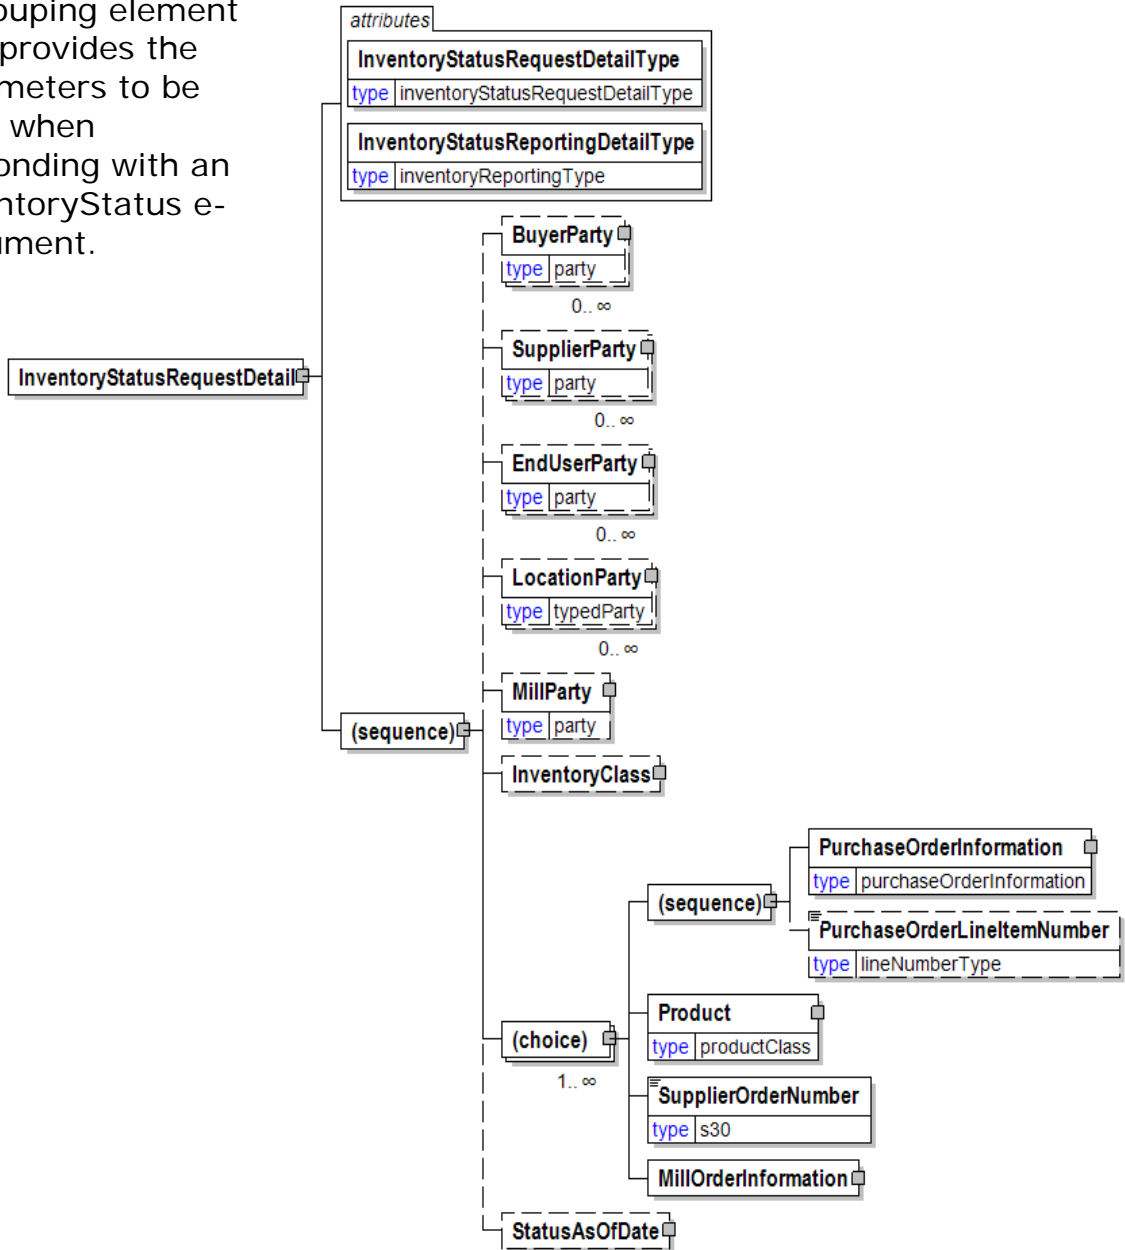 ouping element
provides the
meters to be
when
onding with an
ntoryStatus e-
ument.
attributes
InventoryStatusRequestDetailType
type inventoryStatusRequestDetailType
InventoryStatusReportingDetailType
type inventoryReportingType
BuyerParty
type party
0.. ∞
SupplierParty
type party
0.. ∞
EndUserParty
type party
0.. ∞
LocationParty
type typedParty
0.. ∞
InventoryStatusRequestDetail
(sequence)
MillParty
type party
InventoryClass
(choice)
1.. ∞
(sequence)
PurchaseOrderInformation
type purchaseOrderInformation
PurchaseOrderLineItemNumber
type lineNumberType
Product
type productClass
SupplierOrderNumber
type s30
MillOrderInformation
StatusAsOfDate